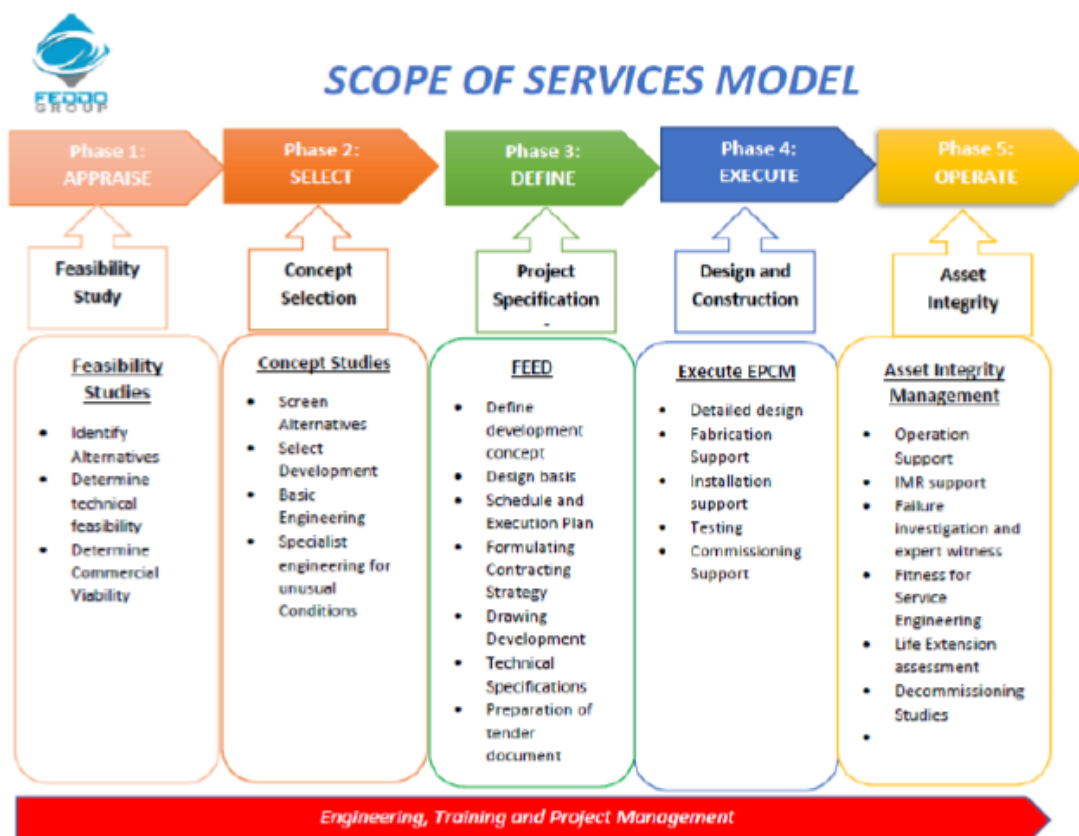 FEDDO
GROUP
SCOPE OF SERVICES MODEL
Phase 1:
APPRAISE
Phase 2:
SELECT
Phase 3:
DEFINE
Phase 4:
EXECUTE
Phase 5:
OPERATE
Feasibility
Study
Concept
Selection
Project
Specification
-
Design and
Construction
Asset
Integrity
Feasibility
Studies
• Identify
Alternatives
• Determine
technical
feasibility
• Determine
Commercial
Viability
Concept Studies
• Screen
Alternatives
• Select
Development
• Basic
Engineering
• Specialist
engineering for
unusual
Conditions
FEED
• Define
development
concept
• Design basis
• Schedule and
Execution Plan
• Formulating
Contracting
Strategy
• Drawing
Development
• Technical
Specifications
• Preparation of
tender
document
Execute EPCM
• Detailed design
• Fabrication
Support
• Installation
support
• Testing
• Commissioning
Support
Asset Integrity
Management
• Operation
Support
• IMR support
• Failure
investigation and
expert witness
• Fitness for
Service
Engineering
• Life Extension
assessment
• Decommissioning
Studies
•
Engineering, Training and Project Management